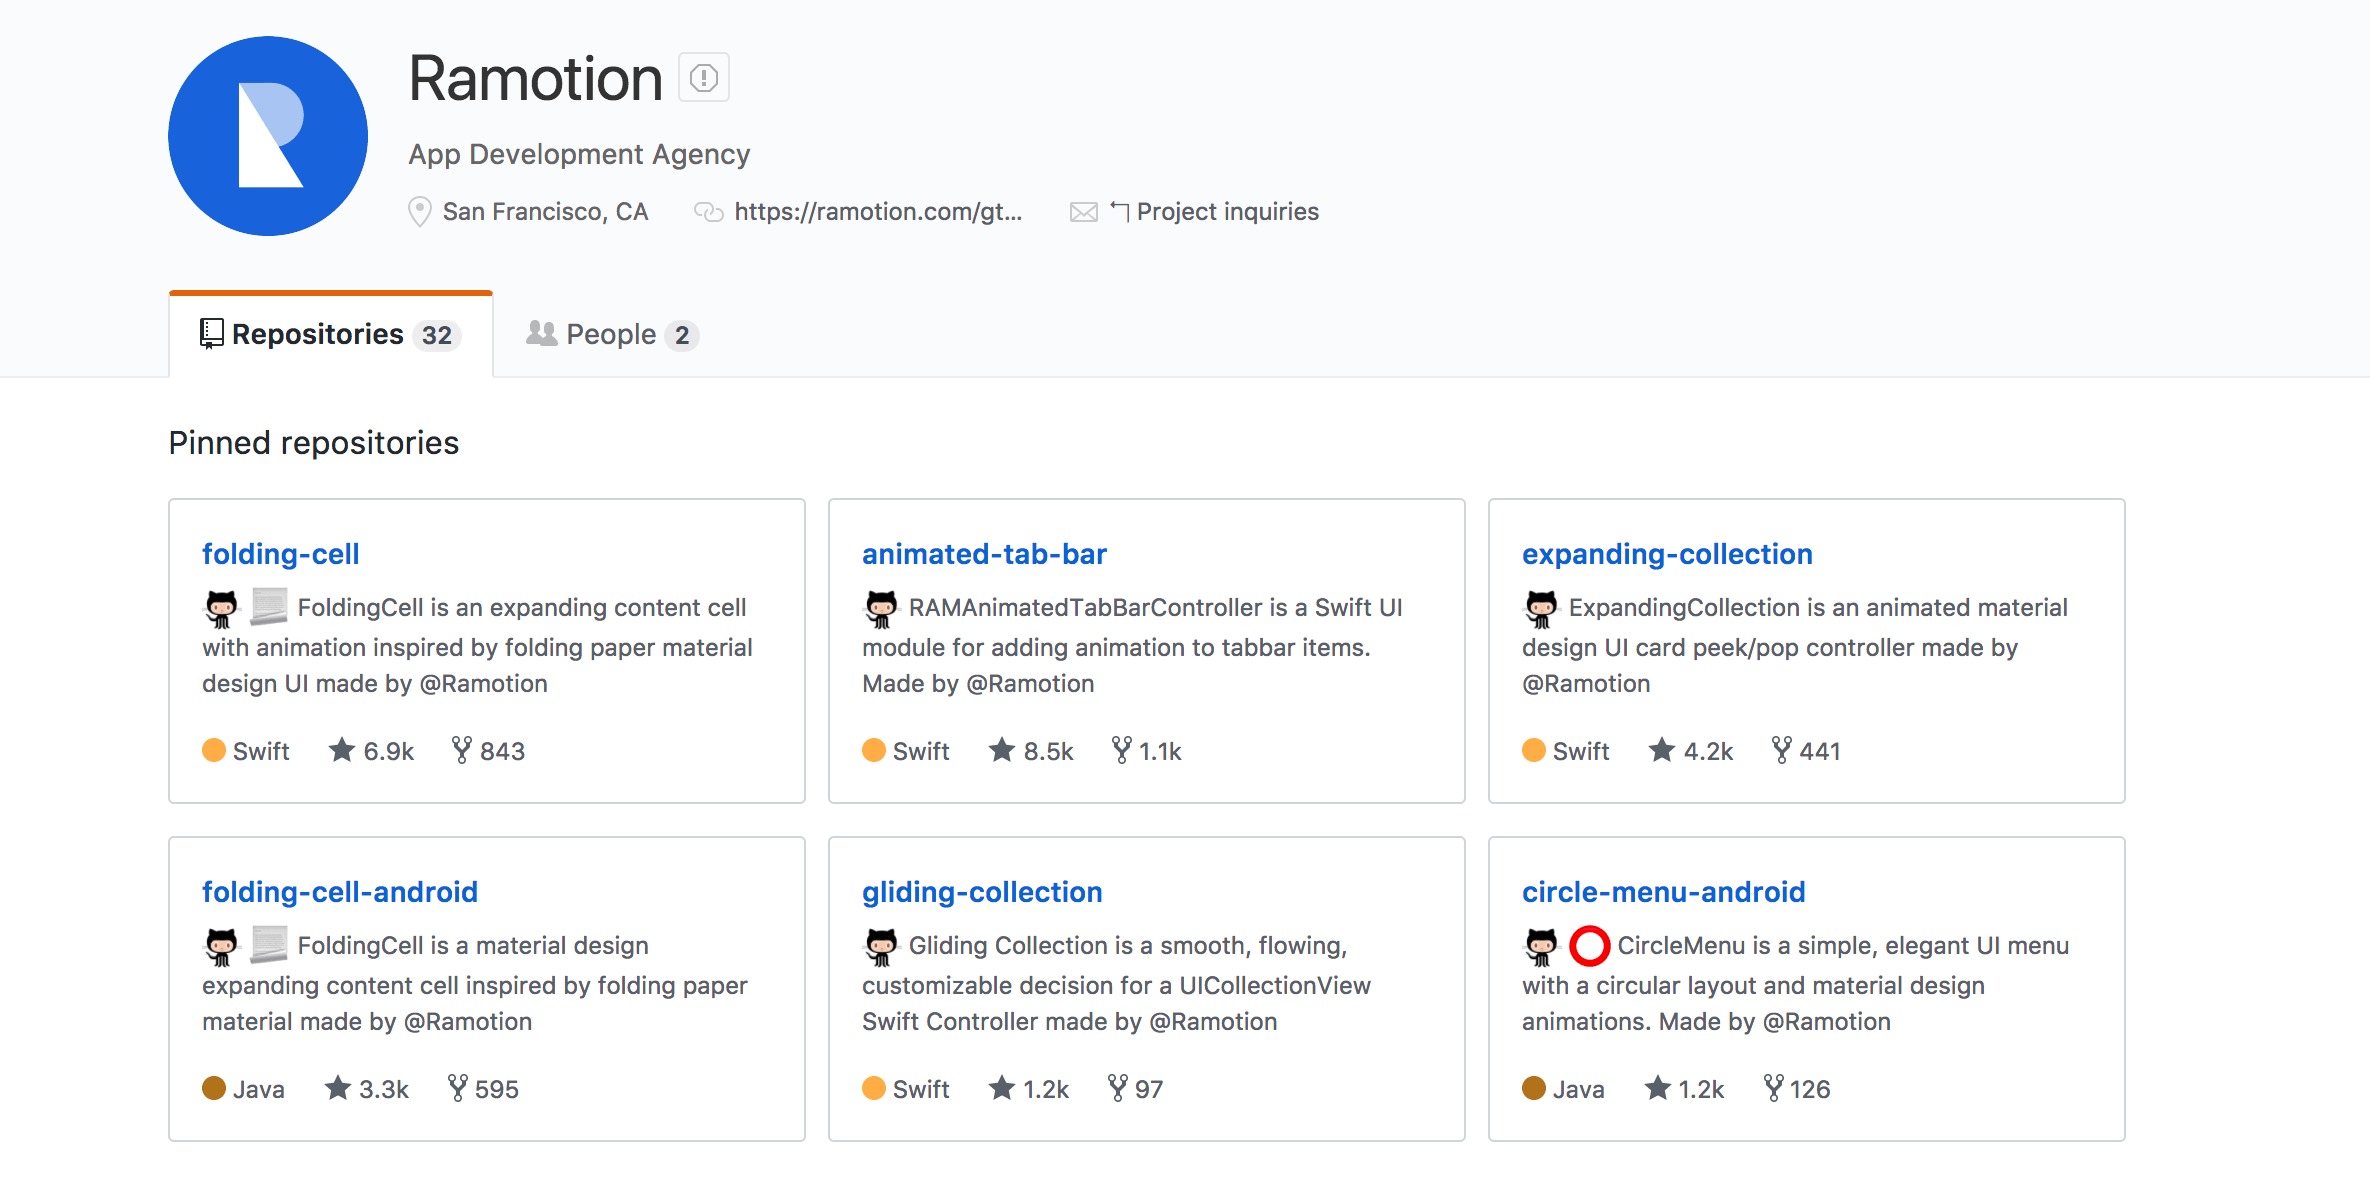 Ramotion
App Development Agency
San Francisco, CA https://ramotion.com/gt... ⮢ Project inquiries
Repositories 32 People 2
Pinned repositories
folding-cell
FoldingCell is an expanding content cell
with animation inspired by folding paper material
design UI made by @Ramotion
Swift 6.9k 843
animated-tab-bar
RAMAnimatedTabBarController is a Swift UI
module for adding animation to tabbar items.
Made by @Ramotion
Swift 8.5k 1.1k
expanding-collection
ExpandingCollection is an animated material
design UI card peek/pop controller made by
@Ramotion
Swift 4.2k 441
folding-cell-android
FoldingCell is a material design
expanding content cell inspired by folding paper
material made by @Ramotion
Java 3.3k 595
gliding-collection
Gliding Collection is a smooth, flowing,
customizable decision for a UICollectionView
Swift Controller made by @Ramotion
Swift 1.2k 97
circle-menu-android
⭕ CircleMenu is a simple, elegant UI menu
with a circular layout and material design
animations. Made by @Ramotion
Java 1.2k 126